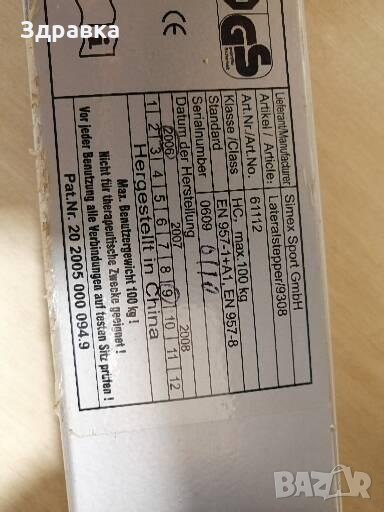 Здравка
CE
GS
Lieferant/Manufacturer Simex Sport GmbH
Artikel / Article: Lateralstepper/9308
Art.Nr./Art.No. 61112
Klasse /Class HC, max.100 kg
Standard EN 957-1+A1, EN 957-8
Serialnumber 0609
Datum der Herstellung
2006 2007 2008
1 2 3 4 5 6 7 8 9 10 11 12
Hergestellt in China
Max. Benutzergewicht 100 kg !
Nicht für therapeutische Zwecke geeignet !
Vor jeder Benutzung alle Verbindungen auf festen Sitz prüfen !
Pat.Nr. 20 2005 000 094.9
BAZAR